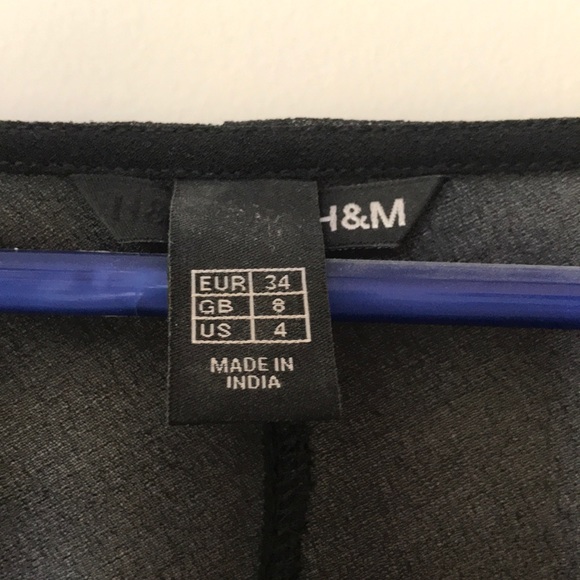 H&M
EUR 34
GB 8
US 4
MADE IN
INDIA